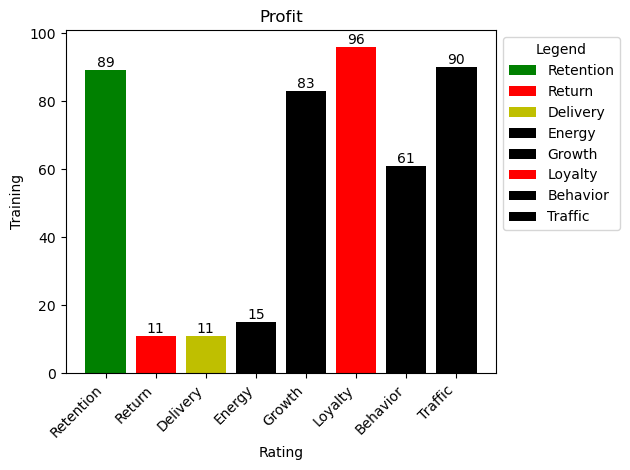 Profit
100
80
60
40
20
0
Training
89
11
11
15
83
96
61
90
Retention
Return
Delivery
Energy
Growth
Loyalty
Behavior
Traffic
Rating
Legend
Retention
Return
Delivery
Energy
Growth
Loyalty
Behavior
Traffic